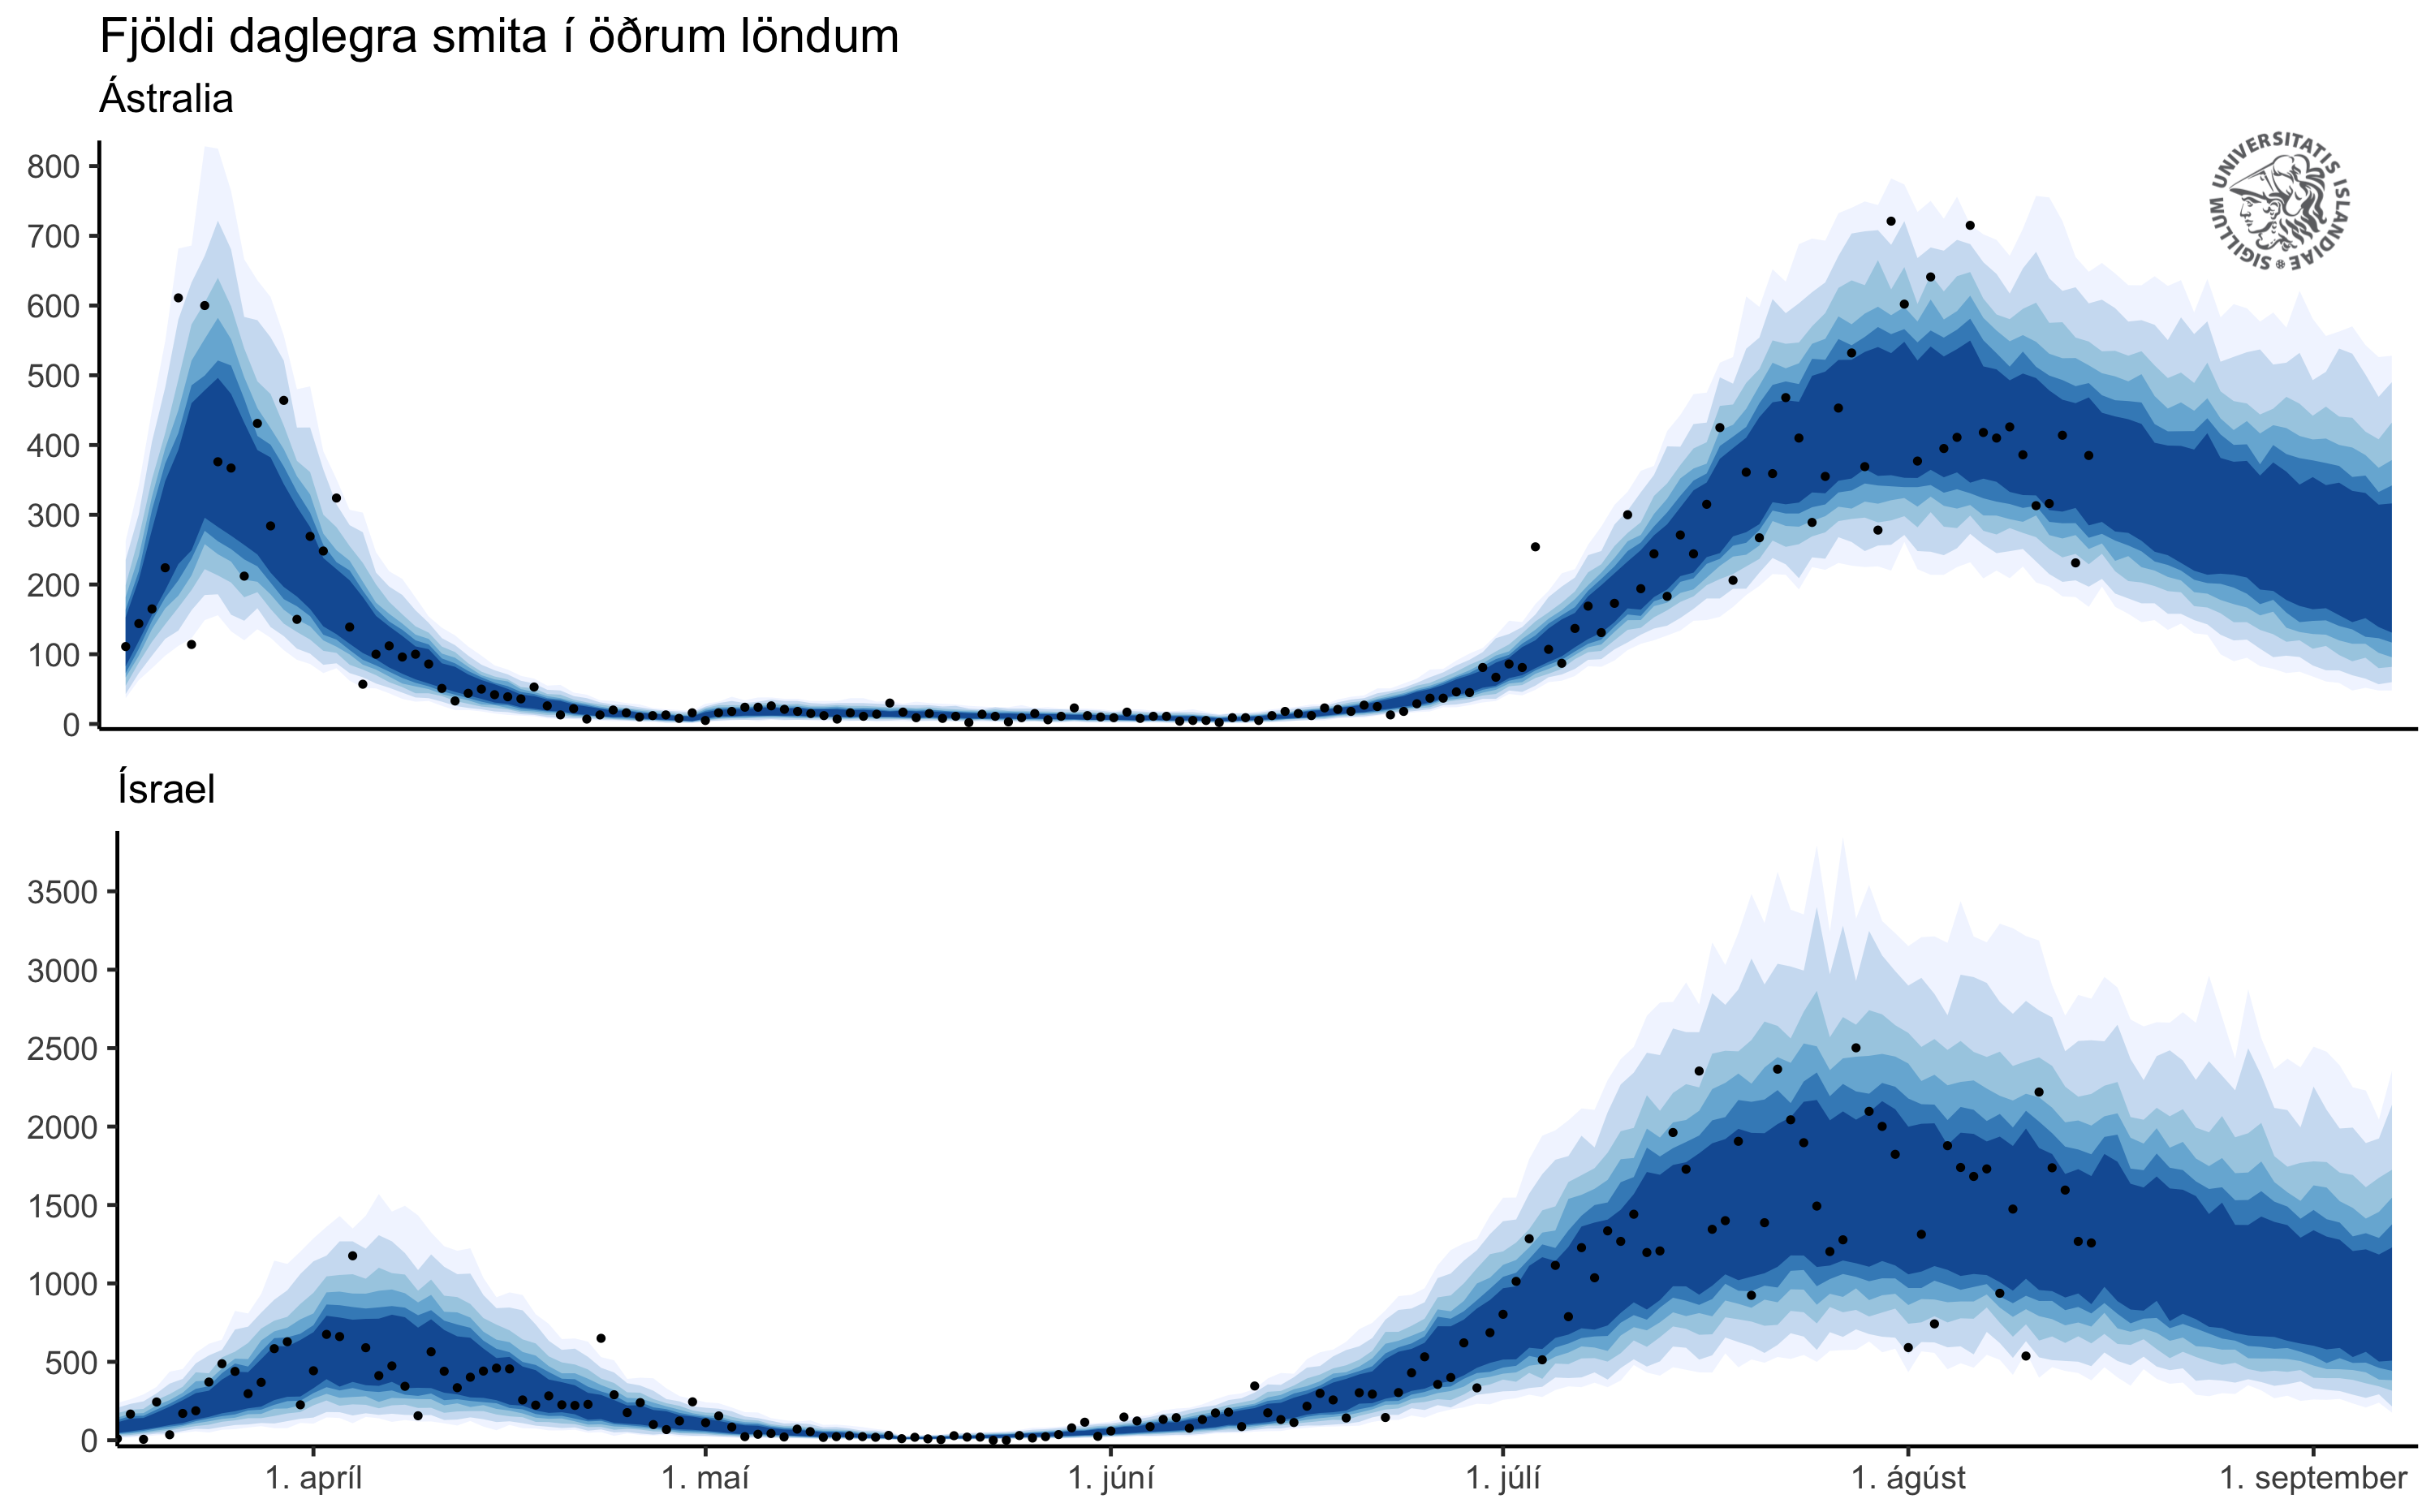 Fjöldi daglegra smita í öðrum löndum
Ástralia
800
700
600
500
400
300
200
100
0
SIGILLUM UNIVERSITATIS ISLANDIAE
Ísrael
3500
3000
2500
2000
1500
1000
500
0
1. apríl
1. maí
1. júní
1. júlí
1. ágúst
1. september